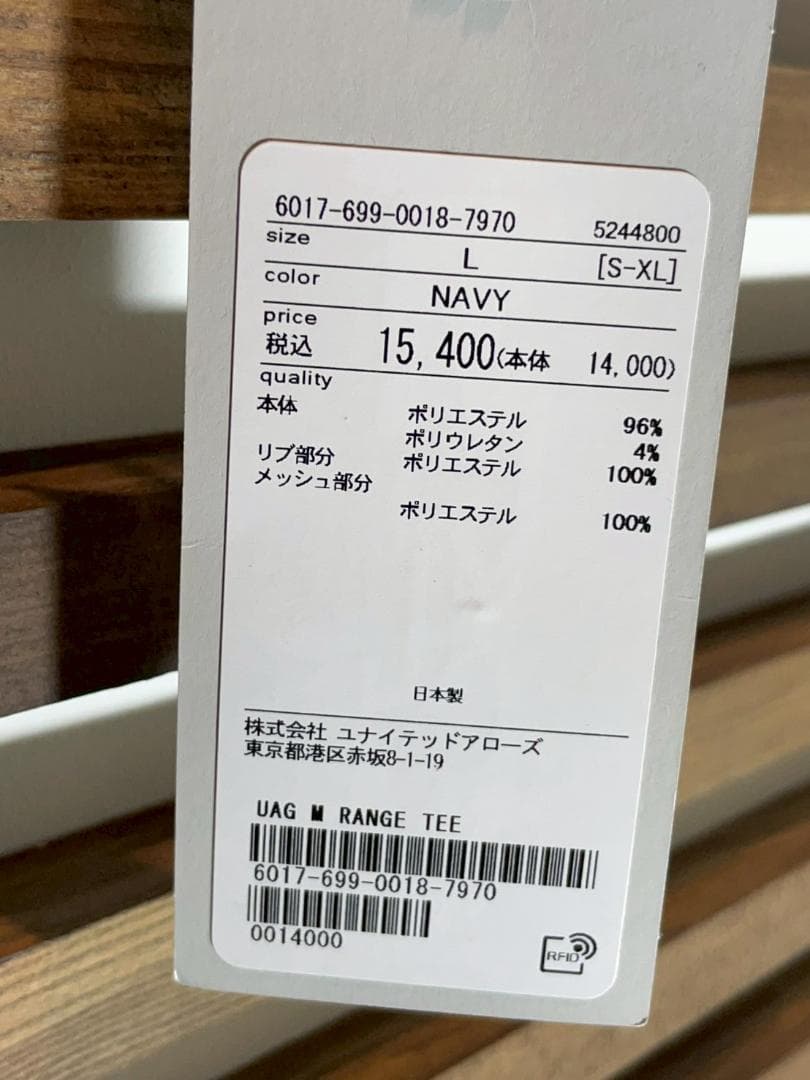 6017-699-0018-7970 5244800
size L [S-XL]
color NAVY
price
税込 15,400(本体 14,000)
quality
本体 ポリエステル 96%
ポリウレタン 4%
リブ部分 ポリエステル 100%
メッシュ部分
ポリエステル 100%
日本製
株式会社 ユナイテッドアローズ
東京都港区赤坂8-1-19
UAG M RANGE TEE
6017-699-0018-7970
0014000
RFID